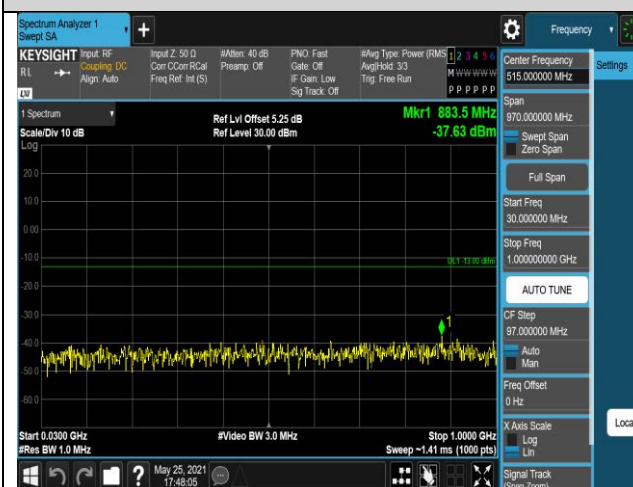 Spectrum Analyzer 1
Swept SA
Frequency
KEYSIGHT
Input: RF
Coupling: DC
Align: Auto
Input Z: 50 Ω
Corr CCorr RCal
Freq Ref: Int (S)
#Atten: 40 dB
Preamp: Off
PNO: Fast
Gate: Off
IF Gain: Low
Sig Track: Off
#Avg Type: Power (RMS
Avg|Hold: 3/3
Trig: Free Run
1 2 3 4 5 6
M W W W W W
P P P P P P
RL
LXI
1 Spectrum
Scale/Div 10 dB
Log
Ref Lvl Offset 5.25 dB
Ref Level 30.00 dBm
Mkr1 883.5 MHz
-37.63 dBm
20.0
10.0
0.00
-10.0
-20.0
-30.0
-40.0
-50.0
-60.0
DL1 -13.00 dBm
1
Start 0.0300 GHz
#Res BW 1.0 MHz
#Video BW 3.0 MHz
Stop 1.0000 GHz
Sweep ~1.41 ms (1000 pts)
May 25, 2021
17:48:05
Center Frequency
515.000000 MHz
Span
970.000000 MHz
Swept Span
Zero Span
Full Span
Start Freq
30.000000 MHz
Stop Freq
1.000000000 GHz
AUTO TUNE
CF Step
97.000000 MHz
Auto
Man
Freq Offset
0 Hz
X Axis Scale
Log
Lin
Signal Track
(Span Zoom)
Settings
Loca